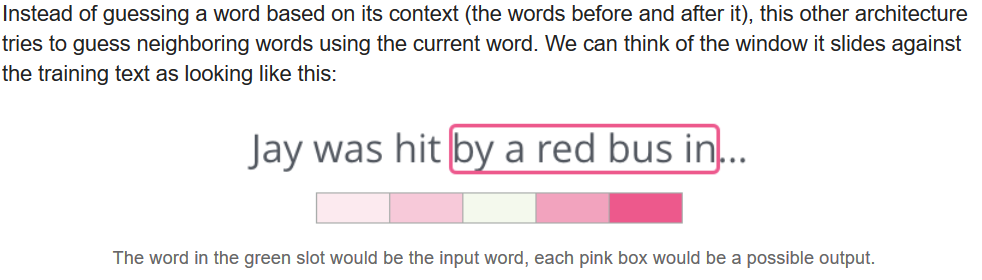 Instead of guessing a word based on its context (the words before and after it), this other architecture
tries to guess neighboring words using the current word. We can think of the window it slides against
the training text as looking like this:
Jay was hit by a red bus in...
The word in the green slot would be the input word, each pink box would be a possible output.